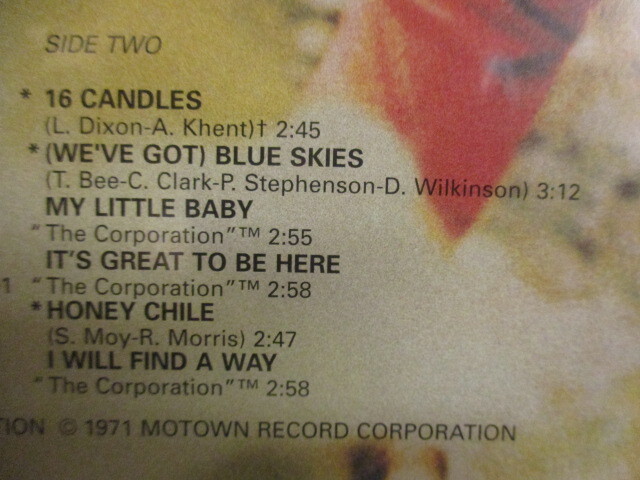 SIDE TWO
* 16 CANDLES
(L. Dixon-A. Khent)† 2:45
* (WE'VE GOT) BLUE SKIES
(T. Bee-C. Clark-P. Stephenson-D. Wilkinson) 3:12
MY LITTLE BABY
"The Corporation"™ 2:55
IT'S GREAT TO BE HERE
1 "The Corporation"™ 2:58
* HONEY CHILE
(S. Moy-R. Morris) 2:47
I WILL FIND A WAY
"The Corporation"™ 2:58
TION © 1971 MOTOWN RECORD CORPORATION